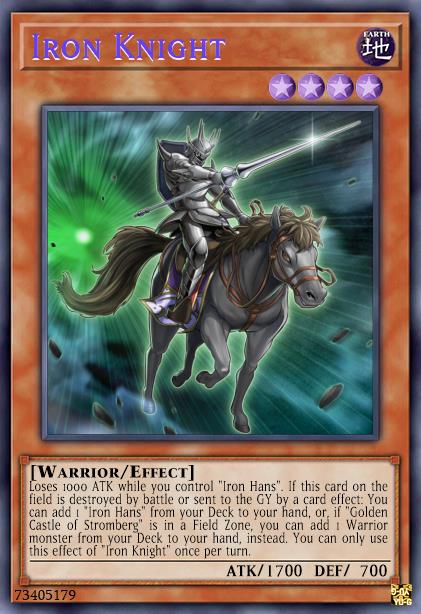 Iron Knight
EARTH
地
[Warrior/Effect]
Loses 1000 ATK while you control "Iron Hans". If this card on the
field is destroyed by battle or sent to the GY by a card effect: You
can add 1 "Iron Hans" from your Deck to your hand, or, if "Golden
Castle of Stromberg" is in a Field Zone, you can add 1 Warrior
monster from your Deck to your hand, instead. You can only use
this effect of "Iron Knight" once per turn.
ATK/1700 DEF/ 700
73405179